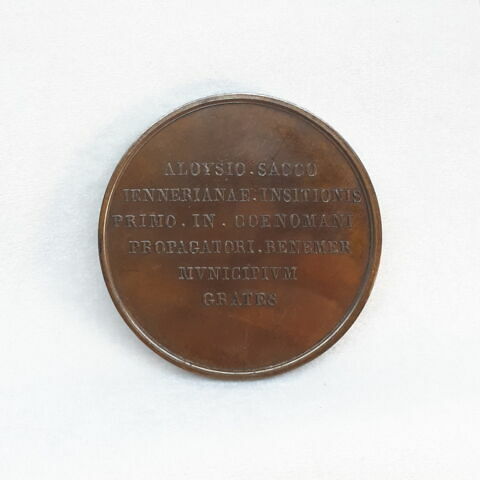 ALOYSIO . SACCO
IENNERIANAE . INSITIONIS
PRIMO . IN . COENOMANI
PROPAGATORI . BENEMER
MVNICIPIVM
GRATES